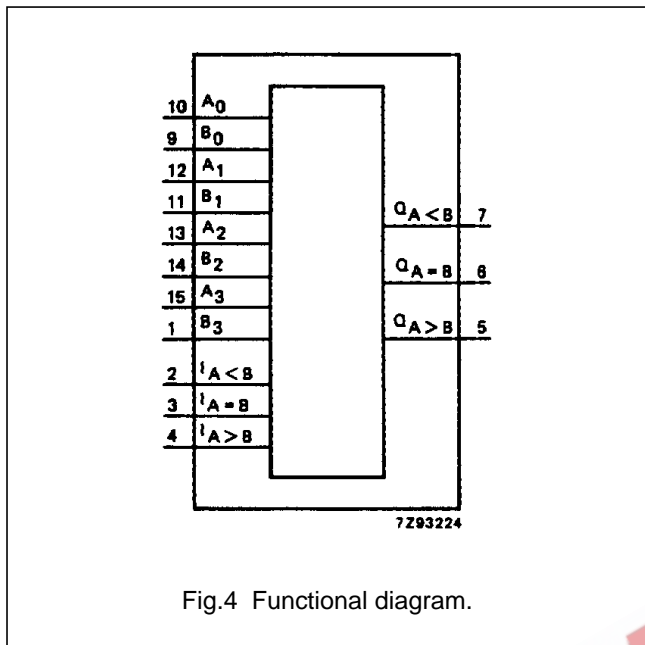 10 A0
9 B0
12 A1
11 B1
13 A2
14 B2
15 A3
1 B3
2 IA < B
3 IA = B
4 IA > B
QA < B 7
QA = B 6
QA > B 5
7Z93224
Fig.4 Functional diagram.